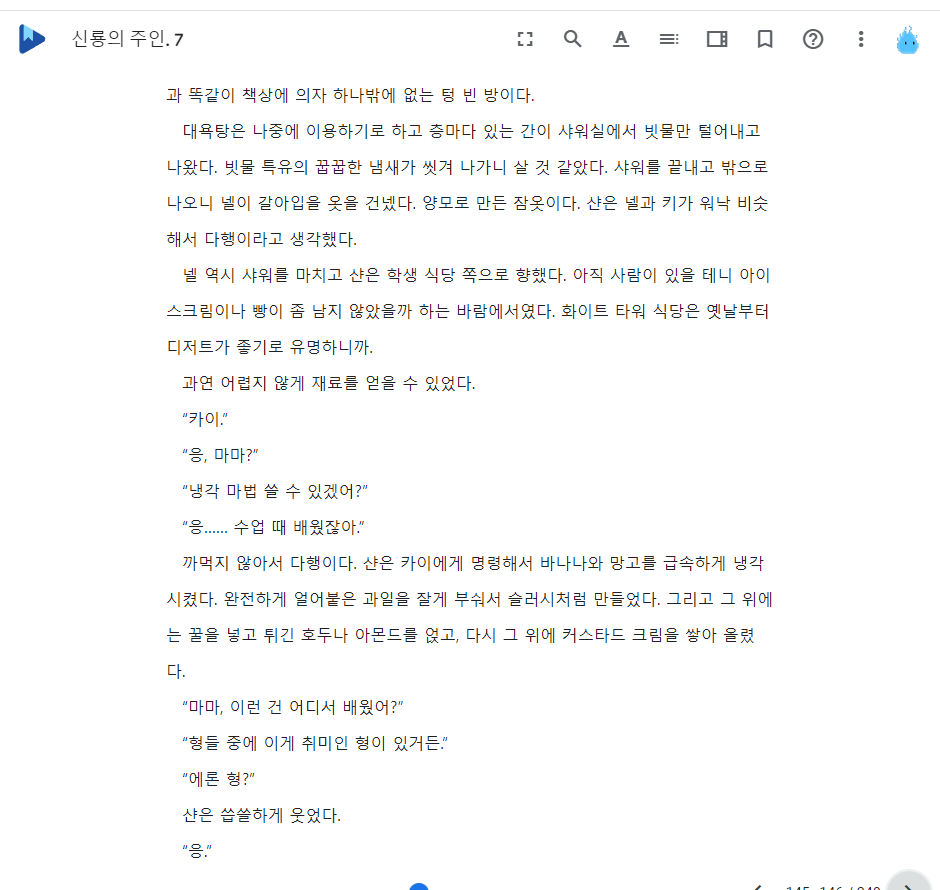 신룡의 주인. 7
과 똑같이 책상에 의자 하나밖에 없는 텅 빈 방이다.
대욕탕은 나중에 이용하기로 하고 층마다 있는 간이 샤워실에서 빗물만 털어내고
나왔다. 빗물 특유의 꿉꿉한 냄새가 씻겨 나가니 살 것 같았다. 샤워를 끝내고 밖으로
나오니 넬이 갈아입을 옷을 건넸다. 양모로 만든 잠옷이다. 샨은 넬과 키가 워낙 비슷
해서 다행이라고 생각했다.
넬 역시 샤워를 마치고 샨은 학생 식당 쪽으로 향했다. 아직 사람이 있을 테니 아이
스크림이나 빵이 좀 남지 않았을까 하는 바람에서였다. 화이트 타워 식당은 옛날부터
디저트가 좋기로 유명하니까.
과연 어렵지 않게 재료를 얻을 수 있었다.
“카이.”
“응, 마마?”
“냉각 마법 쓸 수 있겠어?”
“응…… 수업 때 배웠잖아.”
까먹지 않아서 다행이다. 샨은 카이에게 명령해서 바나나와 망고를 급속하게 냉각
시켰다. 완전하게 얼어붙은 과일을 잘게 부숴서 슬러시처럼 만들었다. 그리고 그 위에
는 꿀을 넣고 튀긴 호두나 아몬드를 얹고, 다시 그 위에 커스타드 크림을 쌓아 올렸
다.
“마마, 이런 건 어디서 배웠어?”
“형들 중에 이게 취미인 형이 있거든.”
“에론 형?”
샨은 씁쓸하게 웃었다.
“응.”